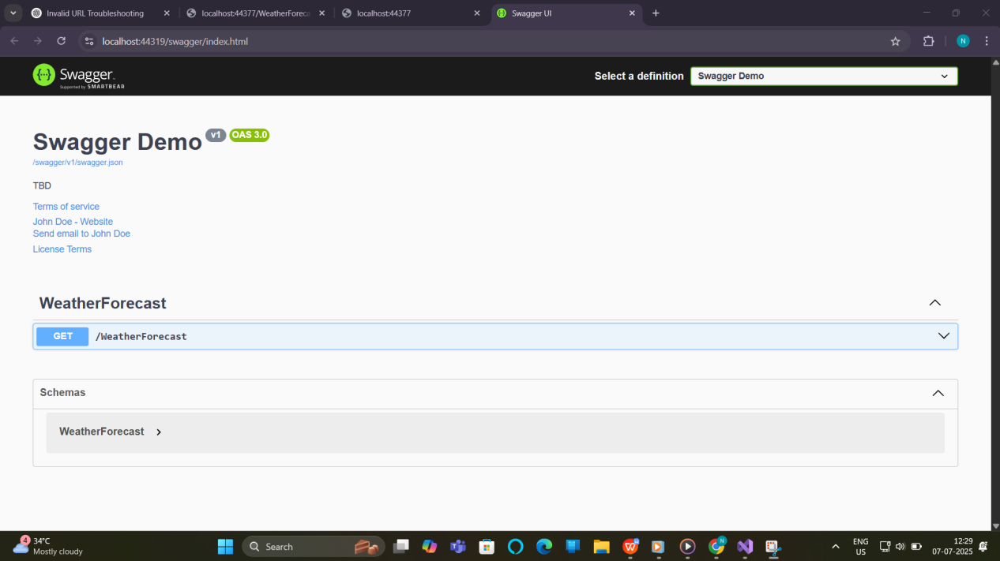 Invalid URL Troubleshooting
localhost:44377/WeatherForeca
localhost:44377
Swagger UI
localhost:44319/swagger/index.html
N
Swagger
Supported by SMARTBEAR
Select a definition
Swagger Demo
Swagger Demo v1 OAS 3.0
/swagger/v1/swagger.json
TBD
Terms of service
John Doe - Website
Send email to John Doe
License Terms
WeatherForecast
GET /WeatherForecast
Schemas
WeatherForecast
4
34°C
Mostly cloudy
Search
ENG
US
12:29
07-07-2025